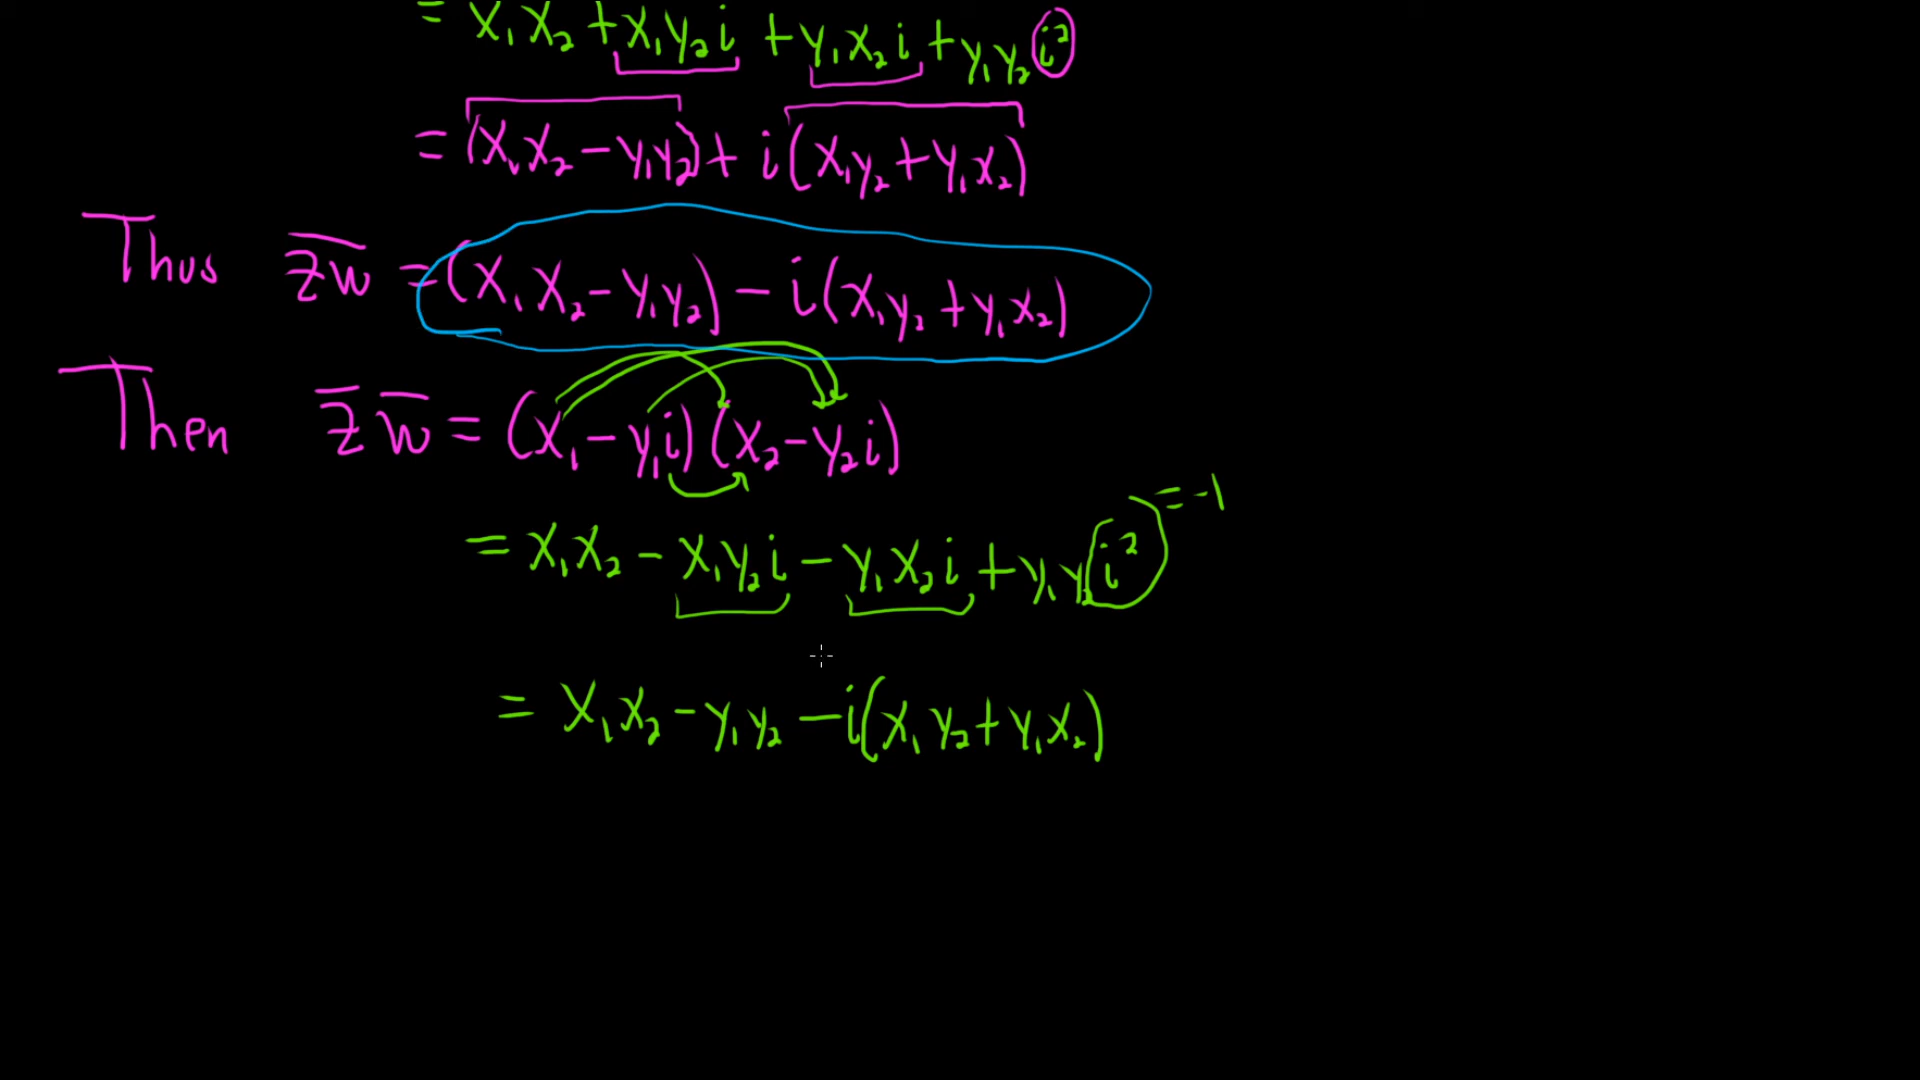 = x₁x₂ + x₁y₂i + y₁x₂i + y₁y₂i²
= (x₁x₂ - y₁y₂) + i(x₁y₂ + y₁x₂)
Thus z̅w̅ = (x₁x₂ - y₁y₂) - i(x₁y₂ + y₁x₂)
Then z̅ w̅ = (x₁ - y₁i)(x₂ - y₂i)
= x₁x₂ - x₁y₂i - y₁x₂i + y₁y₂i² = -1
= x₁x₂ - y₁y₂ - i(x₁y₂ + y₁x₂)